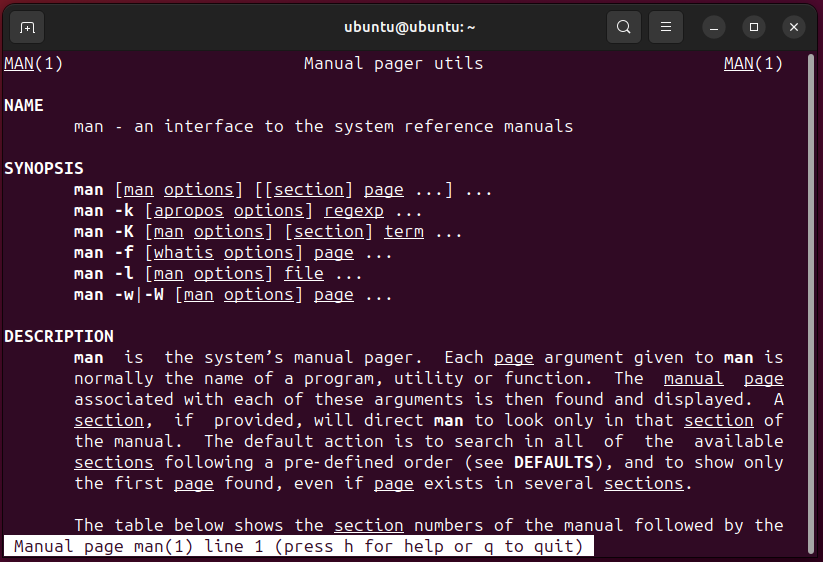 ubuntu@ubuntu: ~
MAN(1) Manual pager utils MAN(1)
NAME
man - an interface to the system reference manuals
SYNOPSIS
man [man options] [[section] page ...] ...
man -k [apropos options] regexp ...
man -K [man options] [section] term ...
man -f [whatis options] page ...
man -l [man options] file ...
man -w|-W [man options] page ...
DESCRIPTION
man is the system’s manual pager. Each page argument given to man is
normally the name of a program, utility or function. The manual page
associated with each of these arguments is then found and displayed. A
section, if provided, will direct man to look only in that section of
the manual. The default action is to search in all of the available
sections following a pre-defined order (see DEFAULTS), and to show only
the first page found, even if page exists in several sections.
The table below shows the section numbers of the manual followed by the
Manual page man(1) line 1 (press h for help or q to quit)